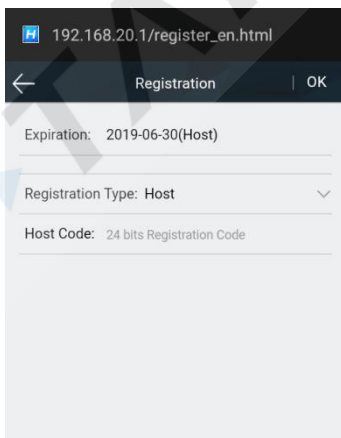 192.168.20.1/register_en.html
Registration | OK
Expiration: 2019-06-30(Host)
Registration Type: Host
Host Code: 24 bits Registration Code